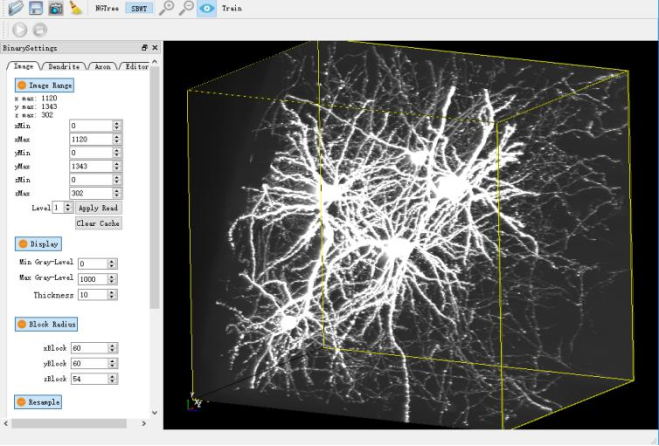 NGTree SBWT Train
BinarySettings
Image Dendrite Axon Editor
Image Range
x max: 1120
y max: 1343
z max: 302
xMin 0
xMax 1120
yMin 0
yMax 1343
zMin 0
zMax 302
Level 1 Apply Read
Clear Cache
Display
Min Gray-Level 0
Max Gray-Level 1000
Thickness 10
Block Radius
xBlock 60
yBlock 60
zBlock 54
Resample